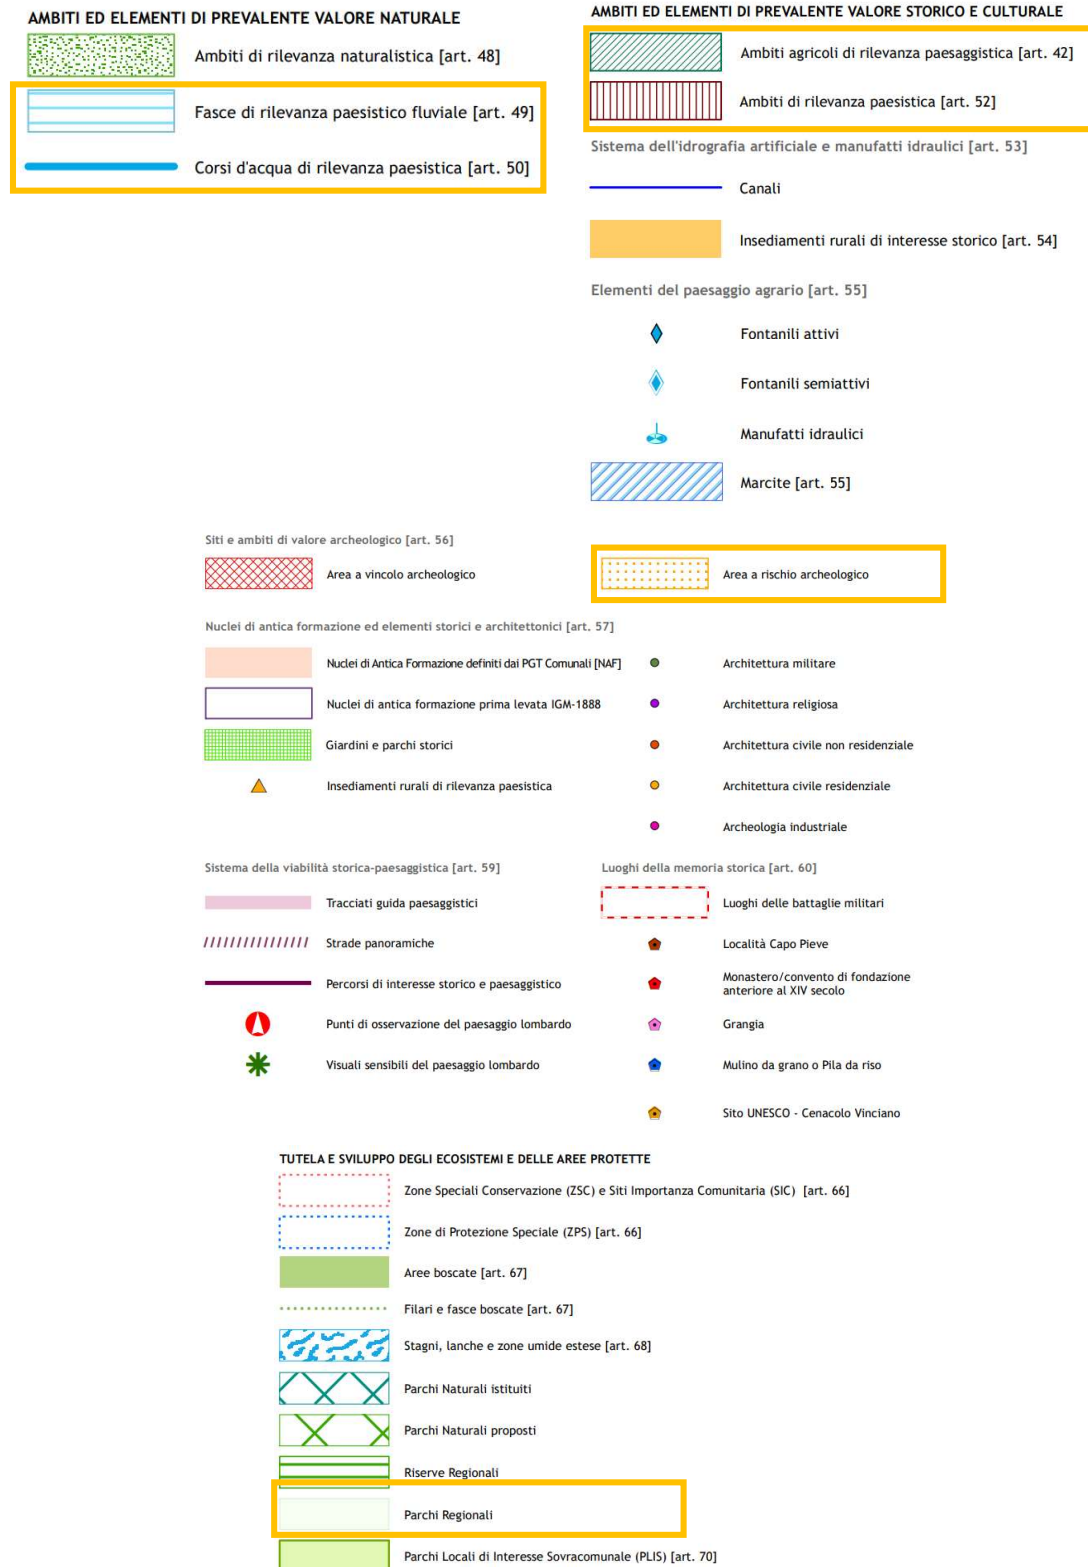 AMBITI ED ELEMENTI DI PREVALENTE VALORE NATURALE
Ambiti di rilevanza naturalistica [art. 48]
Fasce di rilevanza paesistico fluviale [art. 49]
Corsi d'acqua di rilevanza paesistica [art. 50]
AMBITI ED ELEMENTI DI PREVALENTE VALORE STORICO E CULTURALE
Ambiti agricoli di rilevanza paesaggistica [art. 42]
Ambiti di rilevanza paesistica [art. 52]
Sistema dell'idrografia artificiale e manufatti idraulici [art. 53]
Canali
Insediamenti rurali di interesse storico [art. 54]
Elementi del paesaggio agrario [art. 55]
Fontanili attivi
Fontanili semiattivi
Manufatti idraulici
Marcite [art. 55]
Siti e ambiti di valore archeologico [art. 56]
Area a vincolo archeologico
Area a rischio archeologico
Nuclei di antica formazione ed elementi storici e architettonici [art. 57]
Nuclei di Antica Formazione definiti dai PGT Comunali [NAF]
Nuclei di antica formazione prima levata IGM-1888
Giardini e parchi storici
Insediamenti rurali di rilevanza paesistica
Architettura militare
Architettura religiosa
Architettura civile non residenziale
Architettura civile residenziale
Archeologia industriale
Sistema della viabilità storica-paesaggistica [art. 59]
Tracciati guida paesaggistici
Strade panoramiche
Percorsi di interesse storico e paesaggistico
Punti di osservazione del paesaggio lombardo
Visuali sensibili del paesaggio lombardo
Luoghi della memoria storica [art. 60]
Luoghi delle battaglie militari
Località Capo Pieve
Monastero/convento di fondazione
anteriore al XIV secolo
Grangia
Mulino da grano o Pila da riso
Sito UNESCO - Cenacolo Vinciano
TUTELA E SVILUPPO DEGLI ECOSISTEMI E DELLE AREE PROTETTE
Zone Speciali Conservazione (ZSC) e Siti Importanza Comunitaria (SIC) [art. 66]
Zone di Protezione Speciale (ZPS) [art. 66]
Aree boscate [art. 67]
Filari e fasce boscate [art. 67]
Stagni, lanche e zone umide estese [art. 68]
Parchi Naturali istituiti
Parchi Naturali proposti
Riserve Regionali
Parchi Regionali
Parchi Locali di Interesse Sovracomunale (PLIS) [art. 70]